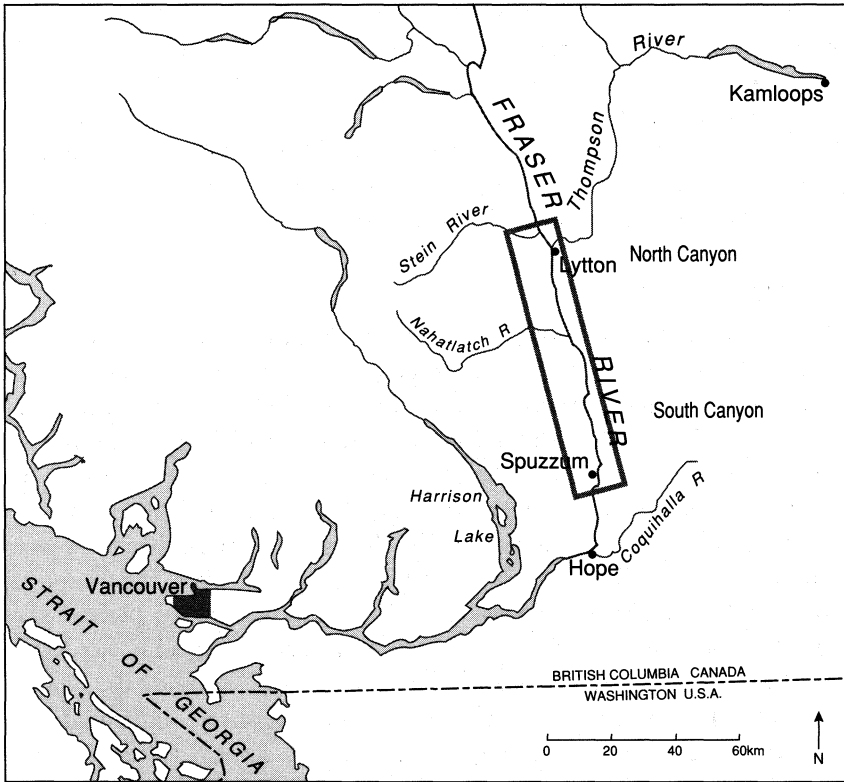 River
Kamloops
FRASER
Thompson
Stein River
Lytton
North Canyon
Nahatlatch R
RIVER
South Canyon
Spuzzum
Harrison
Lake
Coquihalla R
Hope
Vancouver
STRAIT OF GEORGIA
BRITISH COLUMBIA CANADA
WASHINGTON U.S.A.
0 20 40 60km
N